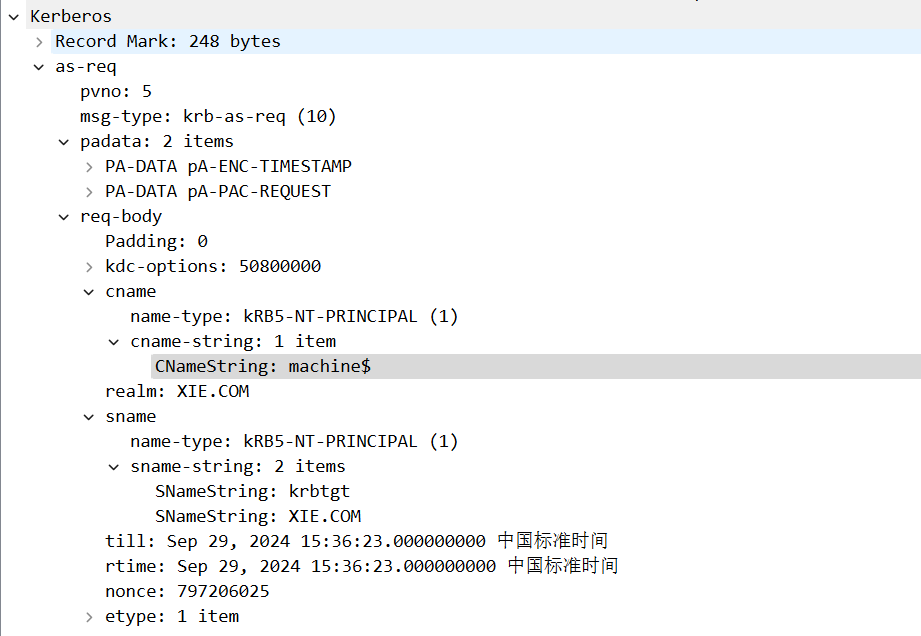 Kerberos
Record Mark: 248 bytes
as-req
pvno: 5
msg-type: krb-as-req (10)
padata: 2 items
PA-DATA pA-ENC-TIMESTAMP
PA-DATA pA-PAC-REQUEST
req-body
Padding: 0
kdc-options: 50800000
cname
name-type: kRB5-NT-PRINCIPAL (1)
cname-string: 1 item
CNameString: machine$
realm: XIE.COM
sname
name-type: kRB5-NT-PRINCIPAL (1)
sname-string: 2 items
SNameString: krbtgt
SNameString: XIE.COM
till: Sep 29, 2024 15:36:23.000000000 中国标准时间
rtime: Sep 29, 2024 15:36:23.000000000 中国标准时间
nonce: 797206025
etype: 1 item